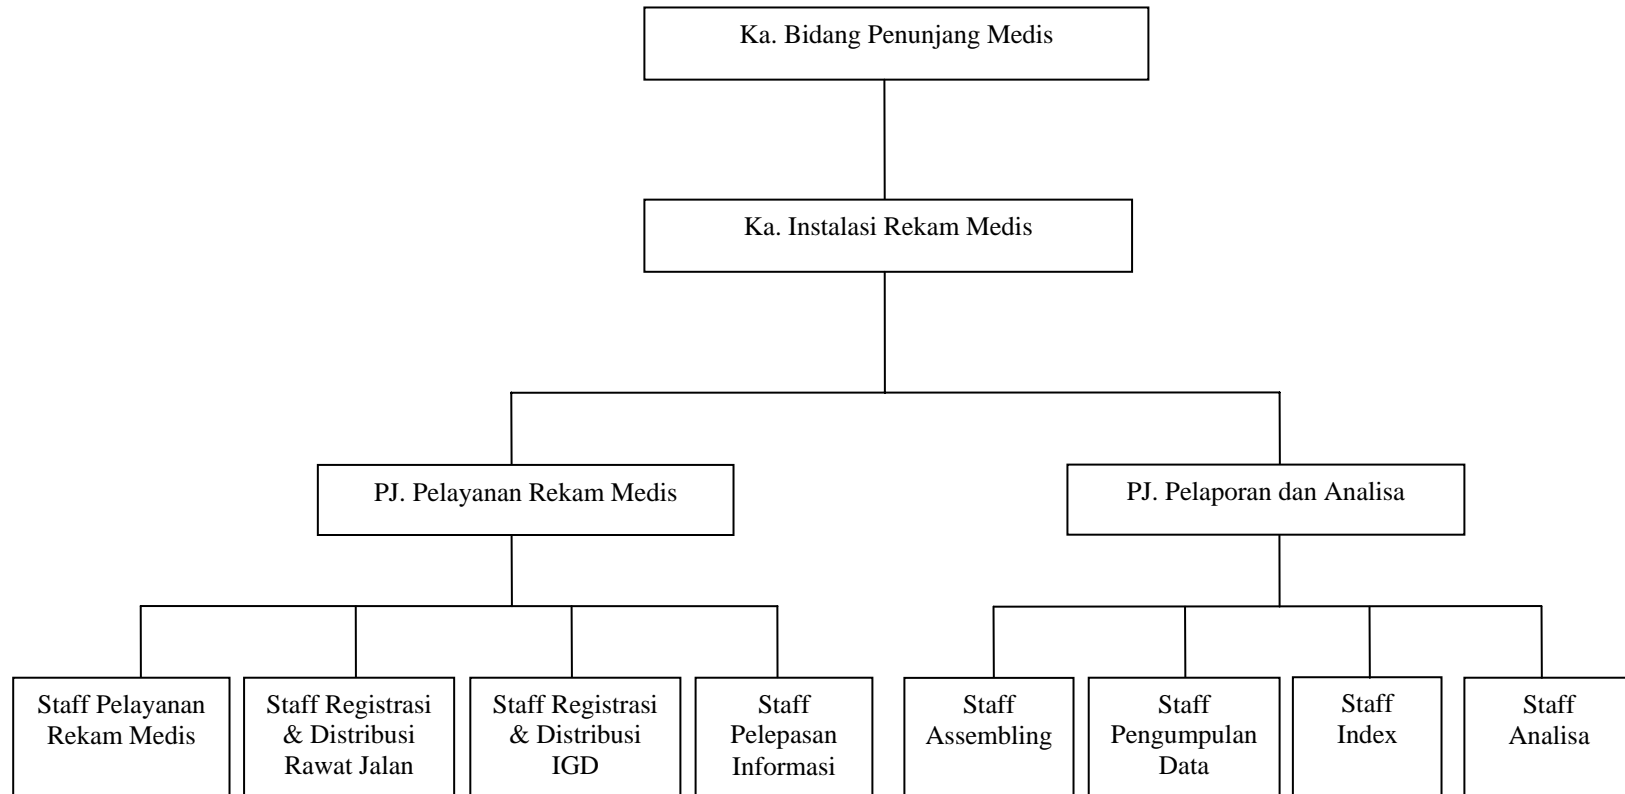 Ka. Bidang Penunjang Medis
Ka. Instalasi Rekam Medis
PJ. Pelayanan Rekam Medis
PJ. Pelaporan dan Analisa
Staff Pelayanan
Rekam Medis
Staff Registrasi
& Distribusi
Rawat Jalan
Staff Registrasi
& Distribusi
IGD
Staff
Pelepasan
Informasi
Staff
Assembling
Staff
Pengumpulan
Data
Staff
Index
Staff
Analisa